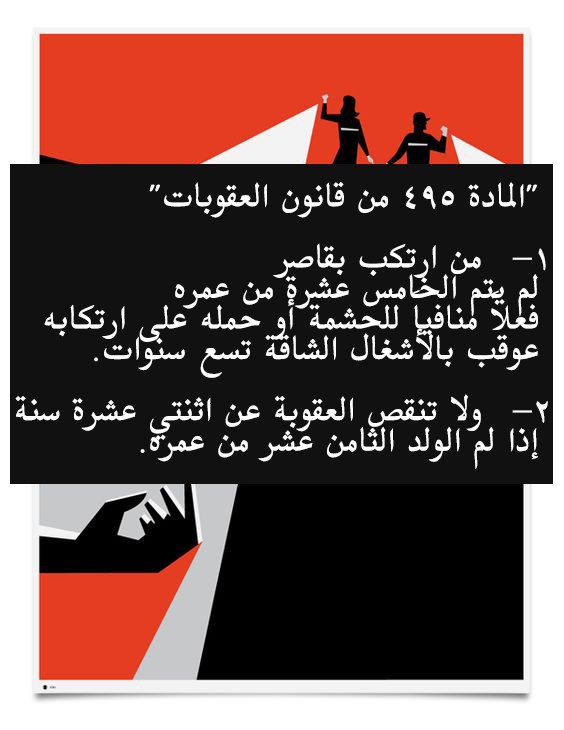 "المادة ٤٩٥ من قانون العقوبات"
١- من ارتكب بقاصر
لم يتم الخامس عشرة من عمره
فعلاً منافياً للحشمة أو حمله على ارتكابه
عوقب بالأشغال الشاقة تسع سنوات.
٢- ولا تنقص العقوبة عن اثنتي عشرة سنة
إذا لم الولد الثامن عشر من عمره.